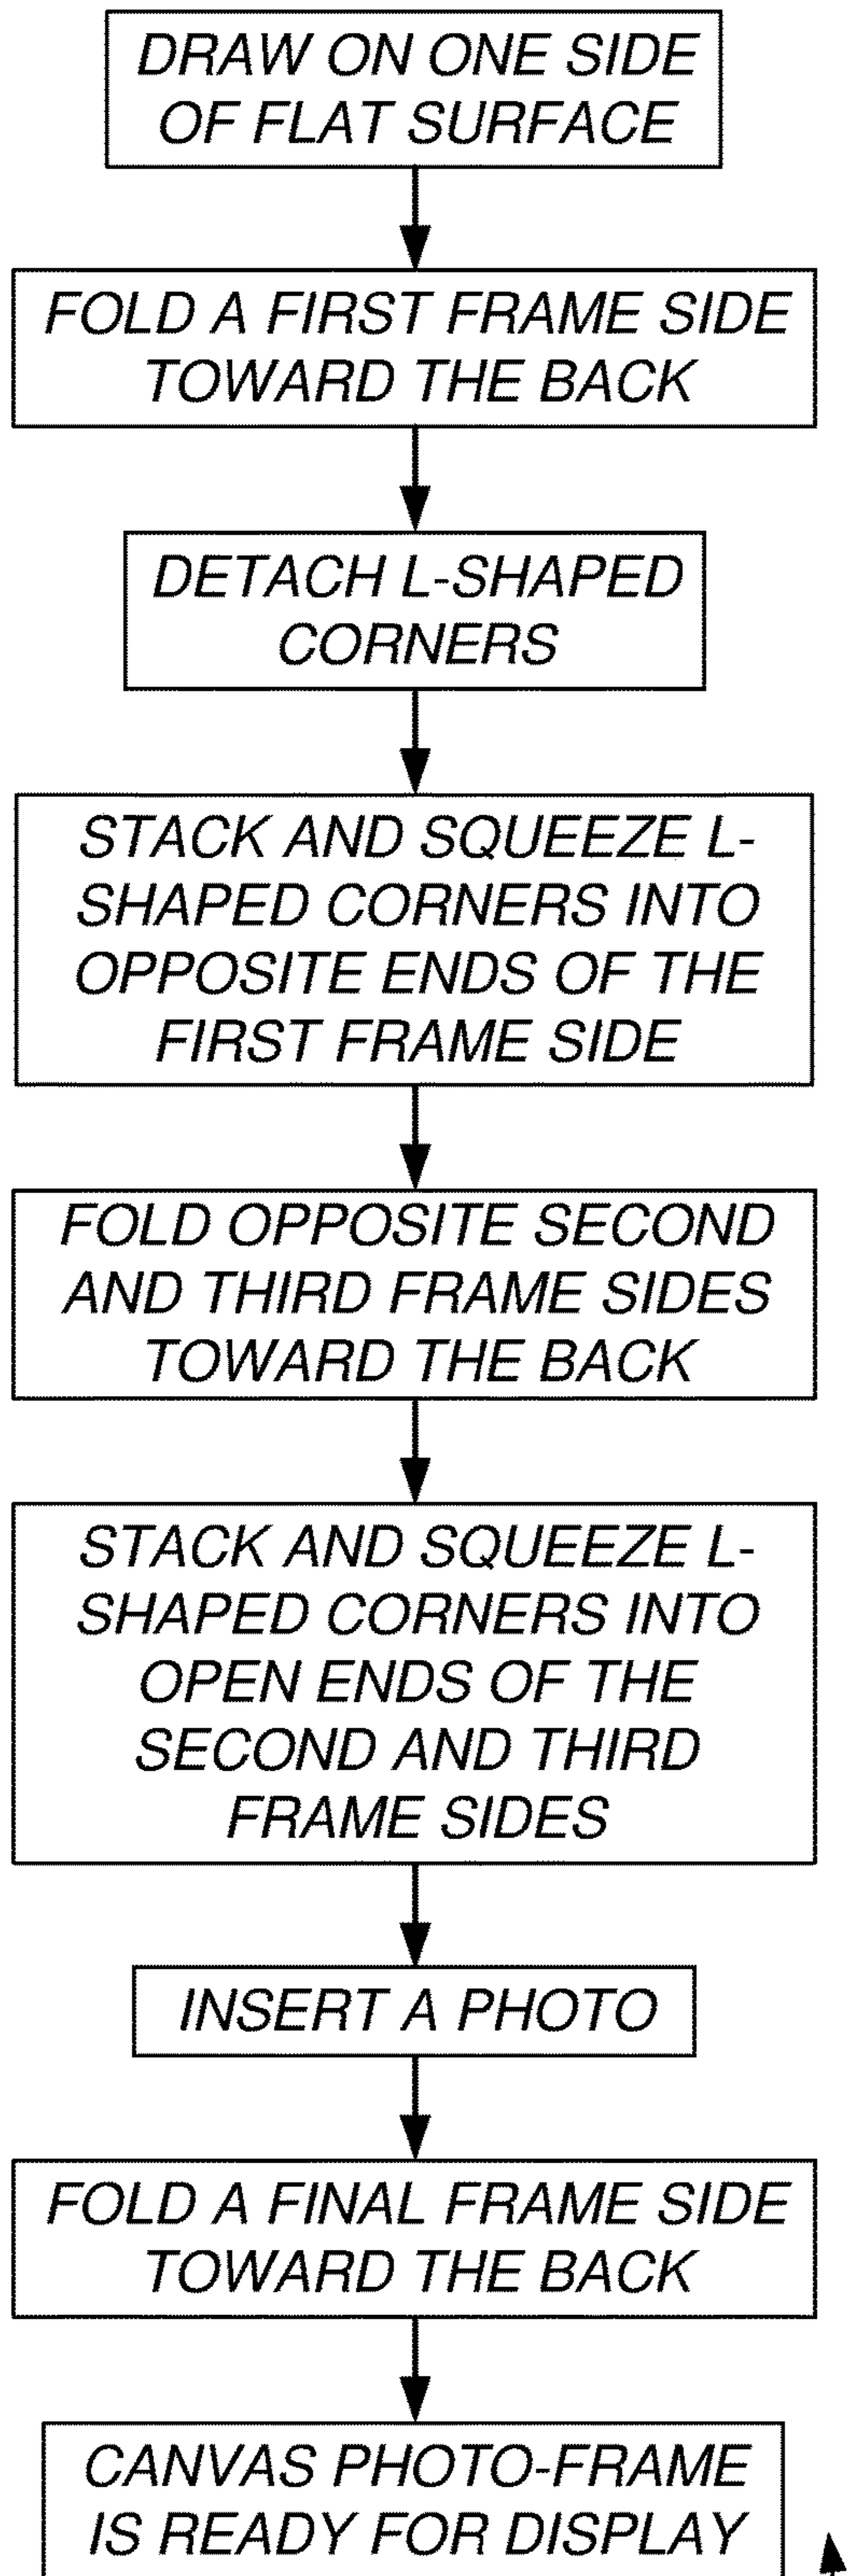 DRAW ON ONE SIDE
OF FLAT SURFACE
FOLD A FIRST FRAME SIDE
TOWARD THE BACK
DETACH L-SHAPED
CORNERS
STACK AND SQUEEZE L-
SHAPED CORNERS INTO
OPPOSITE ENDS OF THE
FIRST FRAME SIDE
FOLD OPPOSITE SECOND
AND THIRD FRAME SIDES
TOWARD THE BACK
STACK AND SQUEEZE L-
SHAPED CORNERS INTO
OPEN ENDS OF THE
SECOND AND THIRD
FRAME SIDES
INSERT A PHOTO
FOLD A FINAL FRAME SIDE
TOWARD THE BACK
CANVAS PHOTO-FRAME
IS READY FOR DISPLAY